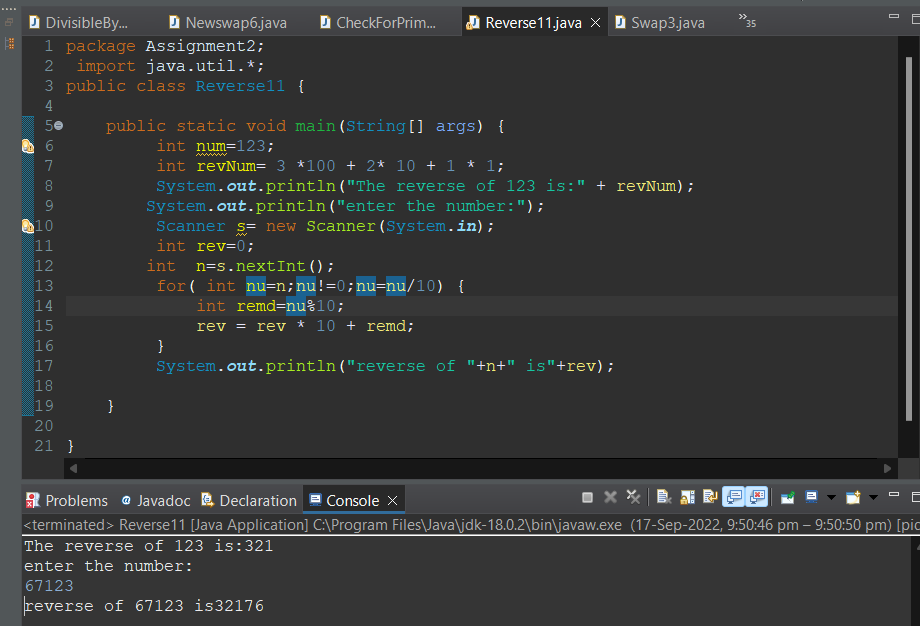 DivisibleBy... Newswap6.java CheckForPrim... Reverse11.java Swap3.java »35
1 package Assignment2;
2 import java.util.*;
3 public class Reverse11 {
4
5 public static void main(String[] args) {
6 int num=123;
7 int revNum= 3 *100 + 2* 10 + 1 * 1;
8 System.out.println("The reverse of 123 is:" + revNum);
9 System.out.println("enter the number:");
10 Scanner s= new Scanner(System.in);
11 int rev=0;
12 int n=s.nextInt();
13 for( int nu=n;nu!=0;nu=nu/10) {
14 int remd=nu%10;
15 rev = rev * 10 + remd;
16 }
17 System.out.println("reverse of "+n+" is"+rev);
18
19 }
20
21 }
Problems @ Javadoc Declaration Console
<terminated> Reverse11 [Java Application] C:\Program Files\Java\jdk-18.0.2\bin\javaw.exe (17-Sep-2022, 9:50:46 pm – 9:50:50 pm) [pic
The reverse of 123 is:321
enter the number:
67123
reverse of 67123 is32176